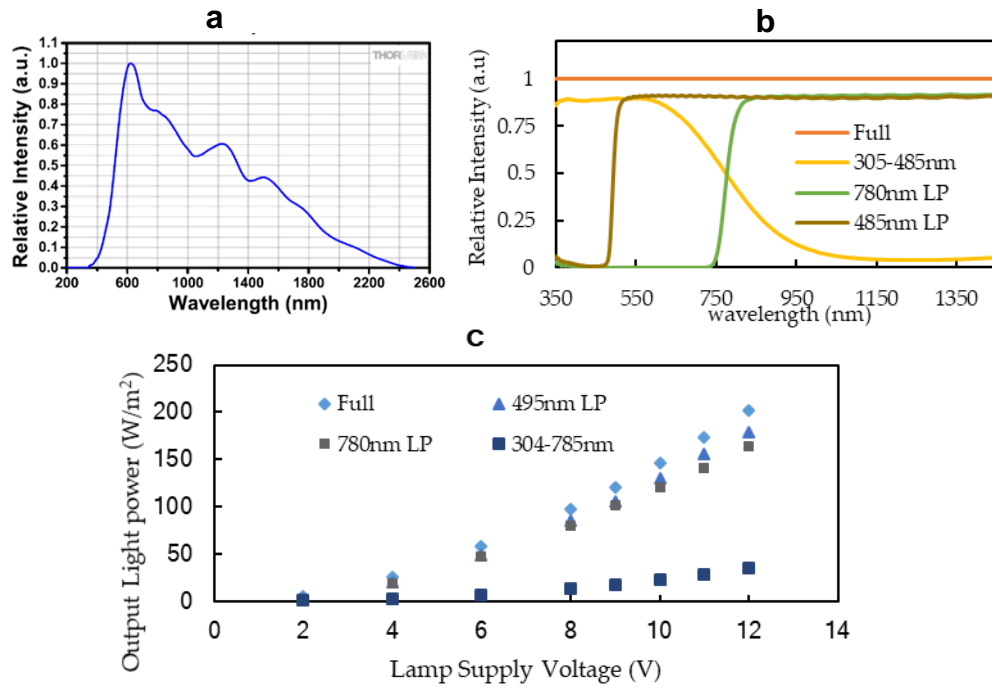 a
THORLABS
Relative Intensity (a.u.)
1.1
1.0
0.9
0.8
0.7
0.6
0.5
0.4
0.3
0.2
0.1
0.0
200 600 1000 1400 1800 2200 2600
Wavelength (nm)
b
Relative Intensity (a.u)
1
0.75
0.5
0.25
0
Full
305-485nm
780nm LP
485nm LP
350 550 750 950 1150 1350
wavelength (nm)
c
Output Light power (W/m²)
250
200
150
100
50
0
Full 495nm LP
780nm LP 304-785nm
0 2 4 6 8 10 12 14
Lamp Supply Voltage (V)